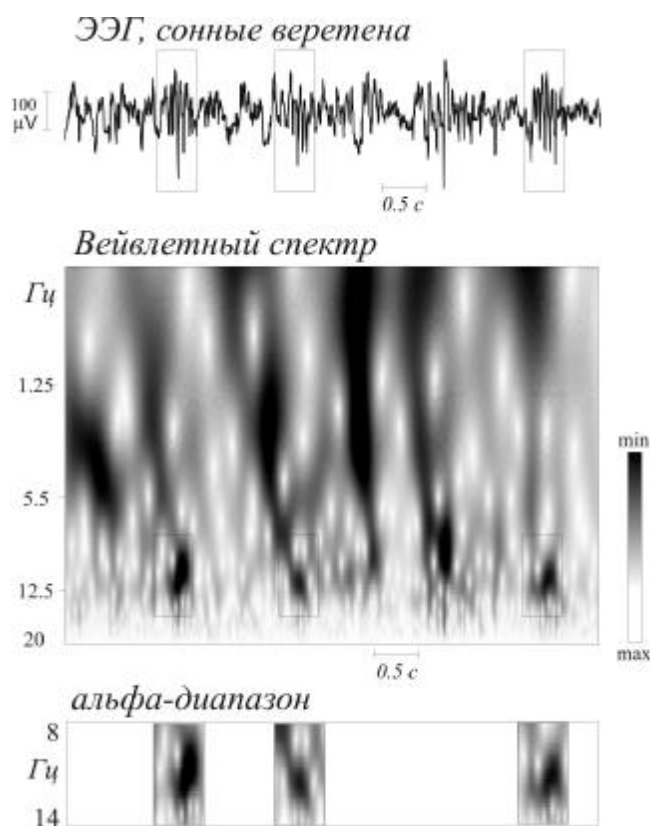 ЭЭГ, сонные веретена
100
μV
0.5 с
Вейвлетный спектр
Гц
1.25
5.5
12.5
20
min
max
0.5 с
альфа-диапазон
8
Гц
14